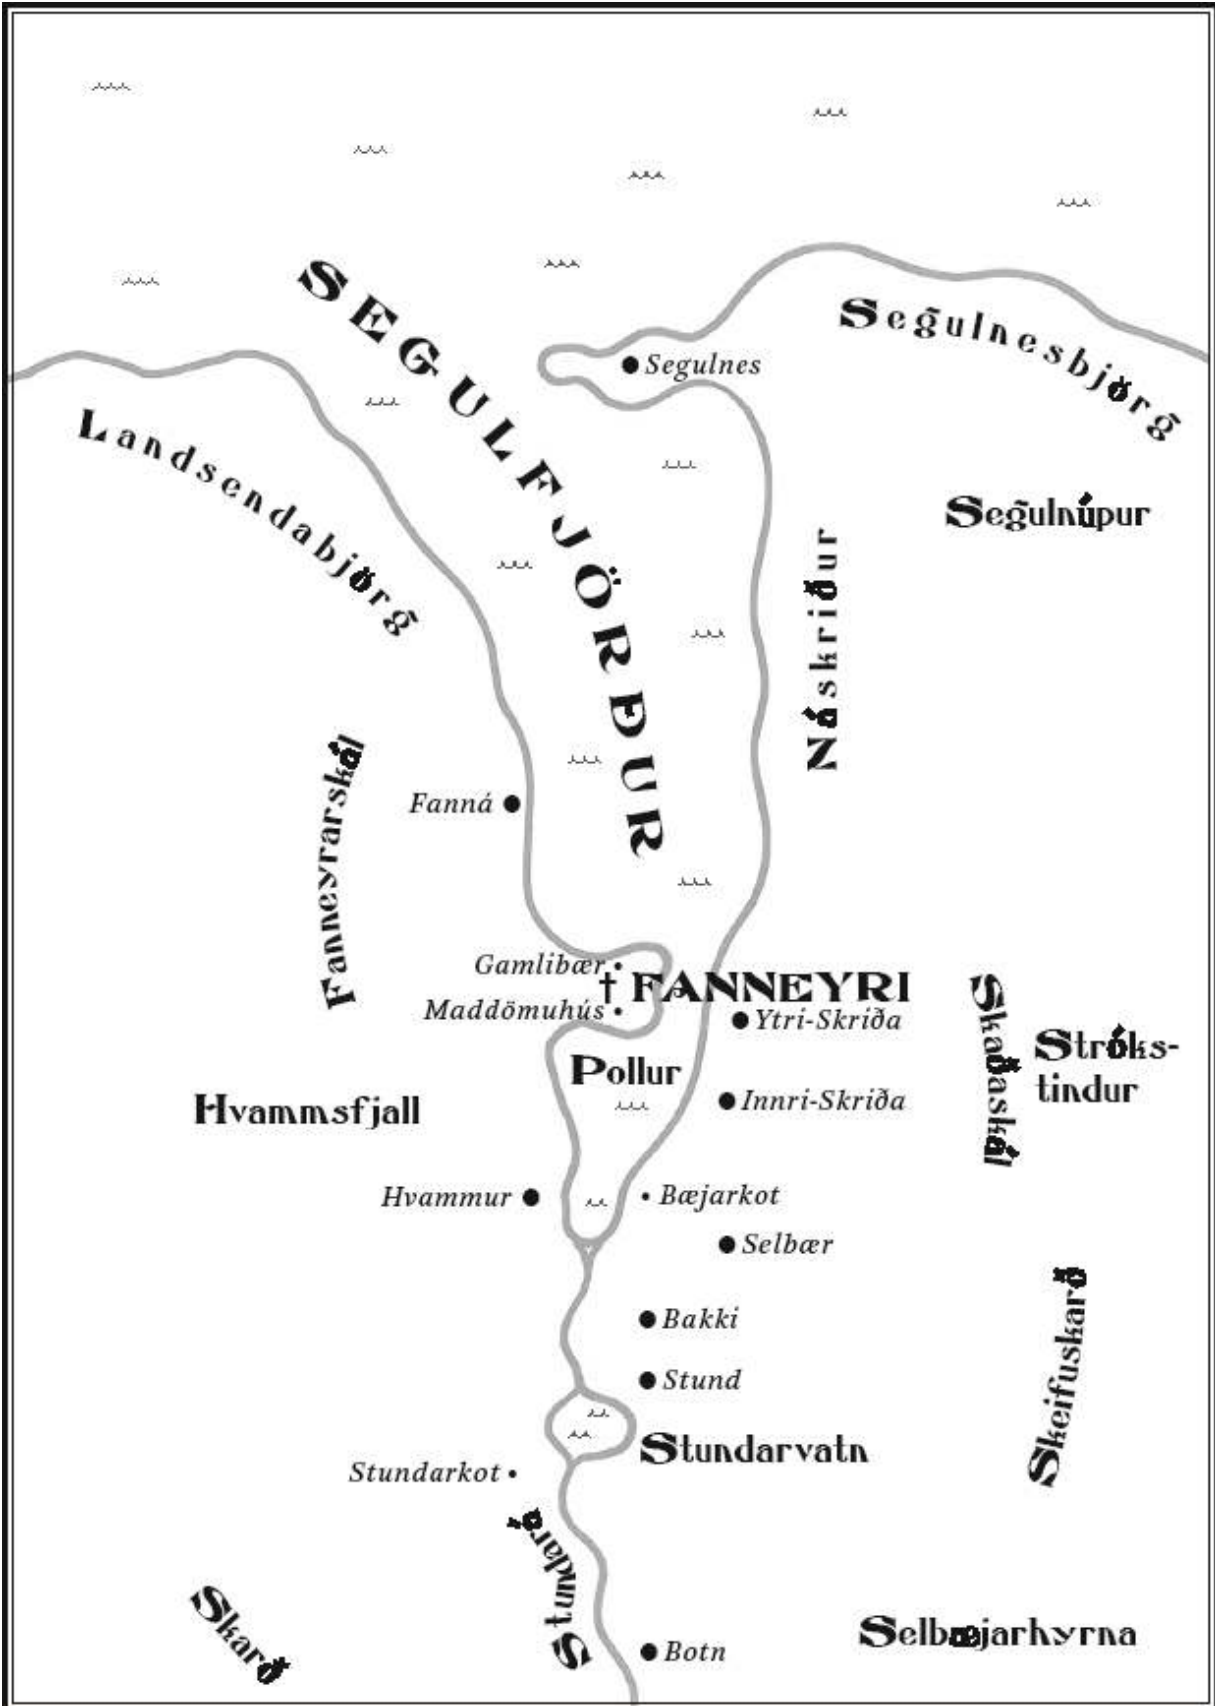 SEGULFJÖRÐUR
Segulnesbjörg
Segulnes
Landsendabjörg
Segulnúpur
Náskriður
Fanneyrarskál
Fanná
Gamlibær
† FANNEYRI
Maddömuhús
Ytri-Skriða
Skarðaskál
Stróks-
tindur
Pollur
Innri-Skriða
Hvammsfjall
Hvammur
Bæjarkot
Selbær
Skeifuskarð
Bakki
Stund
Stundarvatn
Stundarkot
Stundará
Skarð
Selbæjarhyrna
Botn